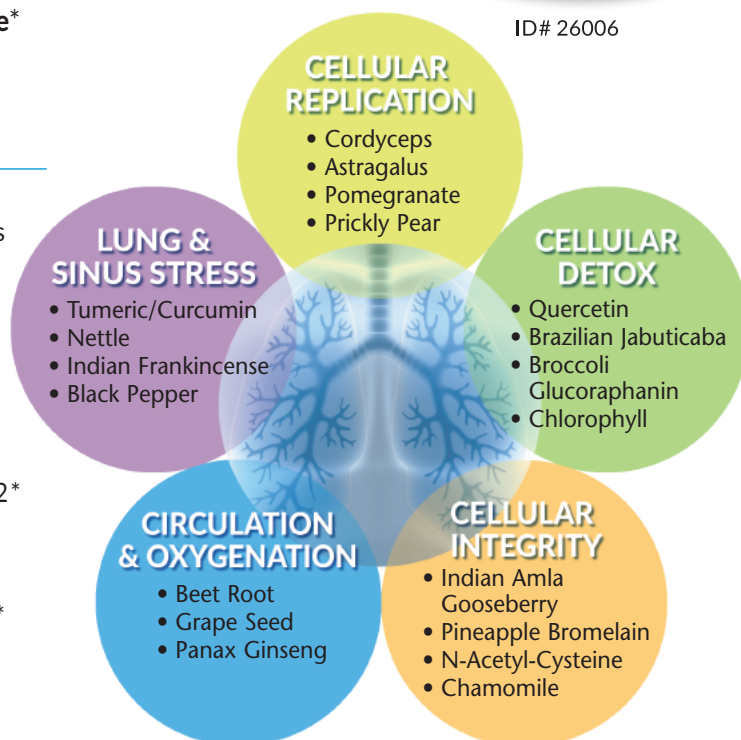 e*
ID# 26006
CELLULAR
REPLICATION
• Cordyceps
• Astragalus
• Pomegranate
• Prickly Pear
s
LUNG &
SINUS STRESS
• Tumeric/Curcumin
• Nettle
• Indian Frankincense
• Black Pepper
CELLULAR
DETOX
• Quercetin
• Brazilian Jabuticaba
• Broccoli
Glucoraphanin
• Chlorophyll
2*
*
CIRCULATION
& OXYGENATION
• Beet Root
• Grape Seed
• Panax Ginseng
CELLULAR
INTEGRITY
• Indian Amla
Gooseberry
• Pineapple Bromelain
• N-Acetyl-Cysteine
• Chamomile